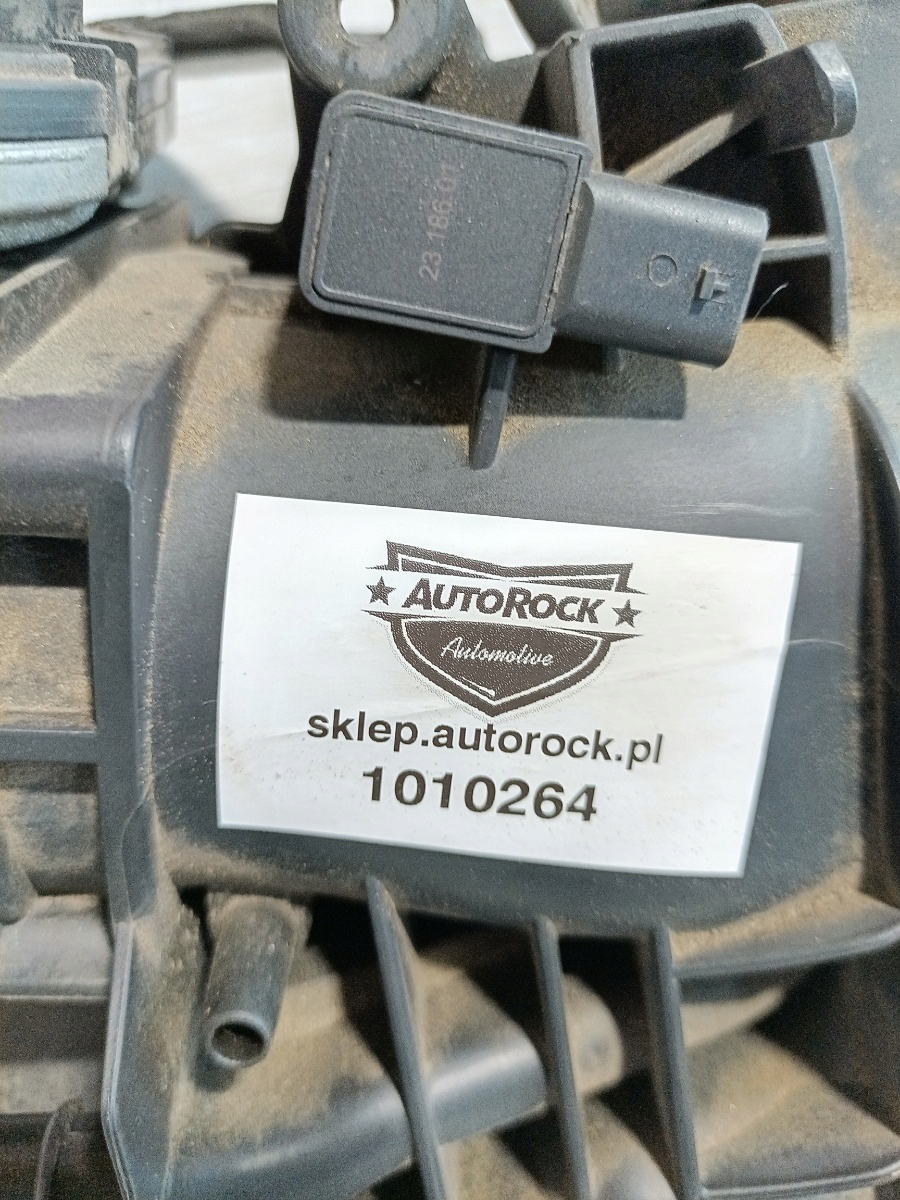 23.186.01
AUTOROCK
Automotive
sklep.autorock.pl
1010264